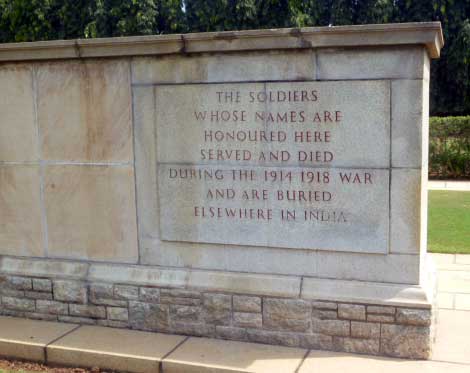 THE SOLDIERS
WHOSE NAMES ARE
HONOURED HERE
SERVED AND DIED
DURING THE 1914 1918 WAR
AND ARE BURIED
ELSEWHERE IN INDIA